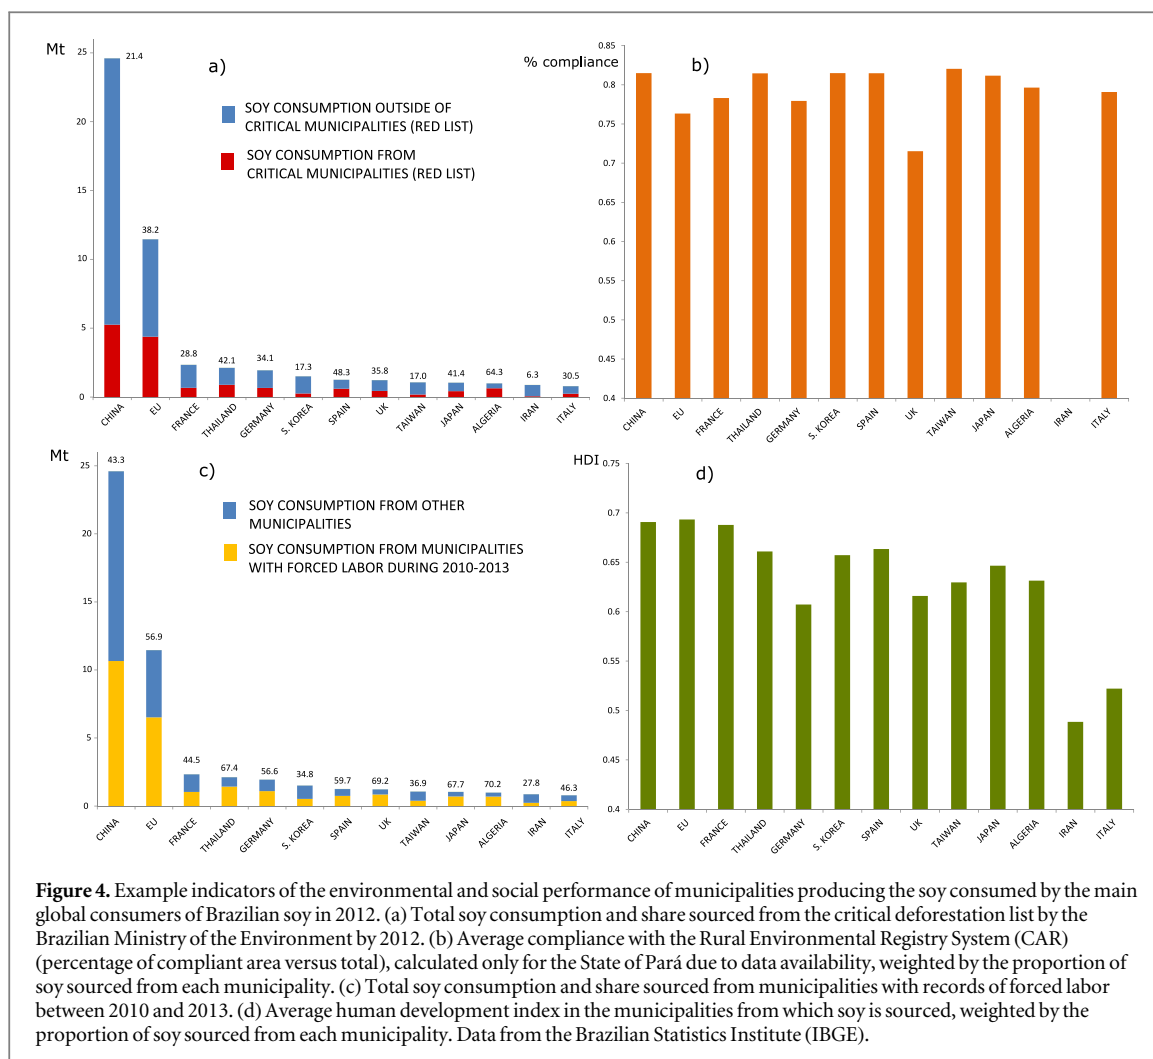 Mt
a)
25
20
15
10
5
0
21.4
38.2
28.8
42.1
34.1
17.3
48.3
35.8
17.0
41.4
64.3
6.3
30.5
SOY CONSUMPTION OUTSIDE OF
CRITICAL MUNICIPALITIES (RED LIST)
SOY CONSUMPTION FROM
CRITICAL MUNICIPALITIES (RED LIST)
CHINA
EU
FRANCE
THAILAND
GERMANY
S. KOREA
SPAIN
UK
TAIWAN
JAPAN
ALGERIA
IRAN
ITALY
% compliance
b)
0.85
0.8
0.75
0.7
0.65
0.6
0.55
0.5
0.45
0.4
CHINA
EU
FRANCE
THAILAND
GERMANY
S. KOREA
SPAIN
UK
TAIWAN
JAPAN
ALGERIA
IRAN
ITALY
Mt
c)
25
20
15
10
5
0
43.3
56.9
44.5
67.4
56.6
34.8
59.7
69.2
36.9
67.7
70.2
27.8
46.3
SOY CONSUMPTION FROM OTHER
MUNICIPALITIES
SOY CONSUMPTION FROM MUNICIPALITIES
WITH FORCED LABOR DURING 2010-2013
CHINA
EU
FRANCE
THAILAND
GERMANY
S. KOREA
SPAIN
UK
TAIWAN
JAPAN
ALGERIA
IRAN
ITALY
HDI
d)
0.75
0.7
0.65
0.6
0.55
0.5
0.45
0.4
CHINA
EU
FRANCE
THAILAND
GERMANY
S. KOREA
SPAIN
UK
TAIWAN
JAPAN
ALGERIA
IRAN
ITALY
Figure 4. Example indicators of the environmental and social performance of municipalities producing the soy consumed by the main
global consumers of Brazilian soy in 2012. (a) Total soy consumption and share sourced from the critical deforestation list by the
Brazilian Ministry of the Environment by 2012. (b) Average compliance with the Rural Environmental Registry System (CAR)
(percentage of compliant area versus total), calculated only for the State of Pará due to data availability, weighted by the proportion of
soy sourced from each municipality. (c) Total soy consumption and share sourced from municipalities with records of forced labor
between 2010 and 2013. (d) Average human development index in the municipalities from which soy is sourced, weighted by the
proportion of soy sourced from each municipality. Data from the Brazilian Statistics Institute (IBGE).